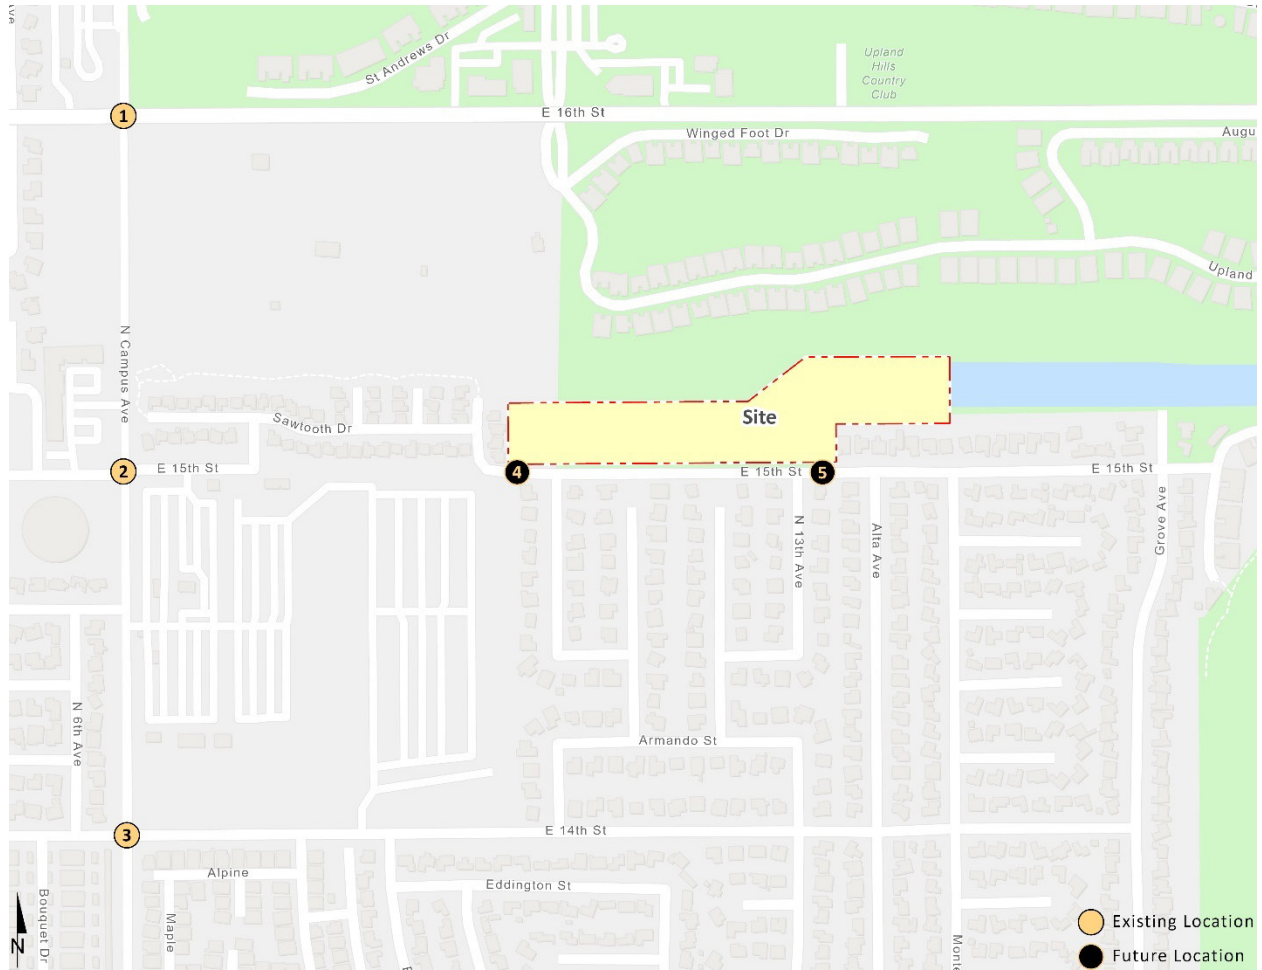 Ave
St Andrews Dr
Upland
Hills
Country
Club
1
E 16th St
Winged Foot Dr
Augu
Upland
N Campus Ave
Site
Sawtooth Dr
2
E 15th St
4
E 15th St
5
E 15th St
N 13th Ave
Alta Ave
Grove Ave
N 6th Ave
Armando St
3
E 14th St
Alpine
Eddington St
Bouquet Dr
Maple
Monte
N
Existing Location
Future Location